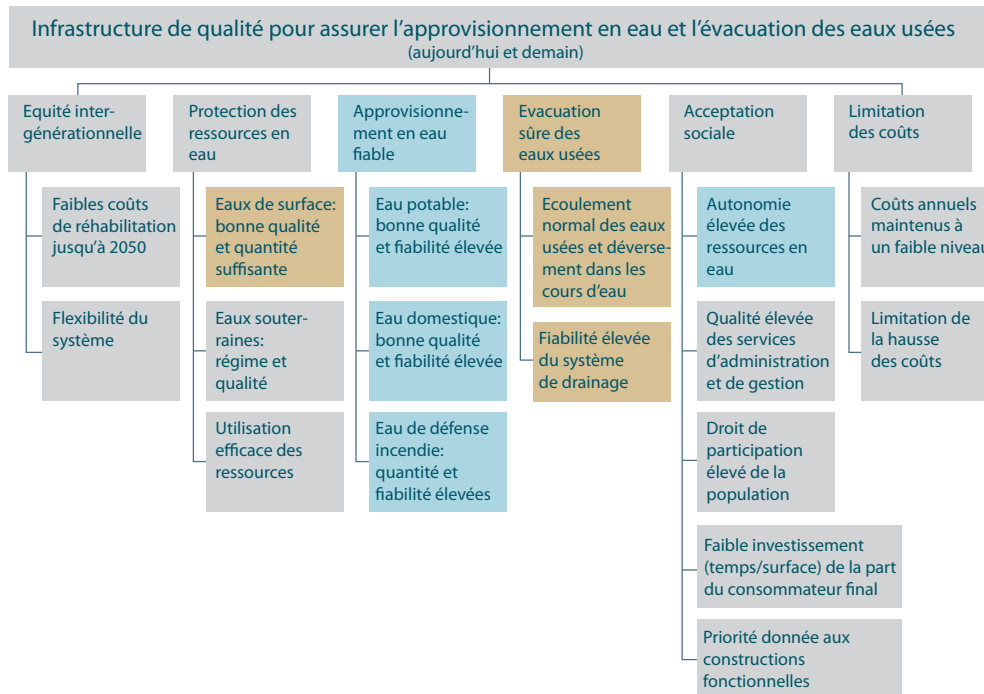 Infrastructure de qualité pour assurer l’approvisionnement en eau et l’évacuation des eaux usées
(aujourd’hui et demain)
Equité inter-
générationnelle
Faibles coûts
de réhabilitation
jusqu’à 2050
Flexibilité du
système
Protection des
ressources en
eau
Eaux de surface:
bonne qualité
et quantité
suffisante
Eaux souter-
raines:
régime et
qualité
Utilisation
efficace des
ressources
Approvisionne-
ment en eau
fiable
Eau potable:
bonne qualité
et fiabilité élevée
Eau domestique:
bonne qualité
et fiabilité élevée
Eau de défense
incendie:
quantité et
fiabilité élevées
Evacuation
sûre des
eaux usées
Ecoulement
normal des eaux
usées et déverse-
ment dans les
cours d’eau
Fiabilité élevée
du système
de drainage
Acceptation
sociale
Autonomie
élevée des
ressources en
eau
Qualité élevée
des services
d’administration
et de gestion
Droit de
participation
élevé de la
population
Faible investissement
(temps/surface) de la part
du consommateur final
Priorité donnée aux
constructions
fonctionnelles
Limitation
des coûts
Coûts annuels
maintenus à
un faible niveau
Limitation de
la hausse
des coûts